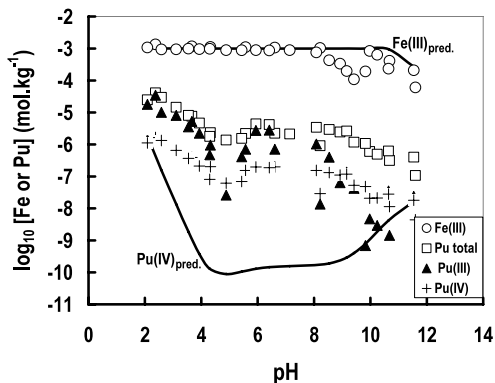 log10 [Fe or Pu] (mol.kg-1)
-2
-3
-4
-5
-6
-7
-8
-9
-10
-11
Fe(III)pred.
Pu(IV)pred.
Fe(III)
Pu total
Pu(III)
Pu(IV)
0 2 4 6 8 10 12 14
pH